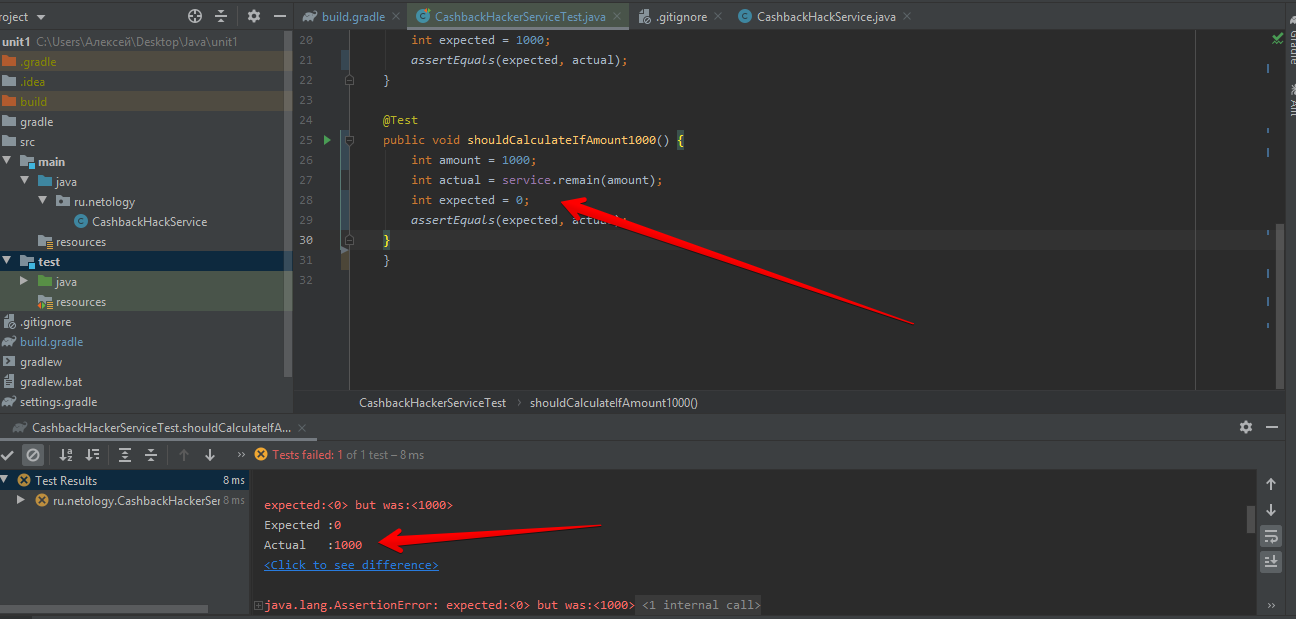 roject
build.gradle
CashbackHackerServiceTest.java
.gitignore
CashbackHackService.java
unit1 C:\Users\Алексей\Desktop\Java\unit1
.gradle
.idea
build
gradle
src
main
java
ru.netology
CashbackHackService
resources
test
java
resources
.gitignore
build.gradle
gradlew
gradlew.bat
settings.gradle
20 int expected = 1000;
21 assertEquals(expected, actual);
22 }
23
24 @Test
25 public void shouldCalculateIfAmount1000() {
26 int amount = 1000;
27 int actual = service.remain(amount);
28 int expected = 0;
29 assertEquals(expected, actual);
30 }
31 }
32
Gradle
Ant
CashbackHackerServiceTest > shouldCalculateIfAmount1000()
CashbackHackerServiceTest.shouldCalculateIfA...
» Tests failed: 1 of 1 test – 8 ms
Test Results 8 ms
ru.netology.CashbackHackerSer 8 ms
expected:<0> but was:<1000>
Expected :0
Actual :1000
<Click to see difference>
java.lang.AssertionError: expected:<0> but was:<1000> <1 internal call>
»